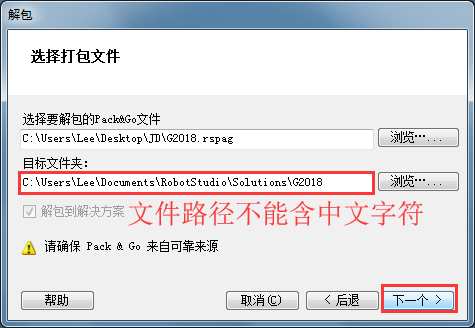 解包
选择打包文件
选择要解包的Pack&Go文件
C:\Users\Lee\Desktop\JD\G2018.rspag
浏览…...
目标文件夹：
C:\Users\Lee\Documents\RobotStudio\Solutions\G2018
浏览…...
解包到解决方案
文件路径不能含中文字符
请确保 Pack & Go 来自可靠来源
帮助
取消(C)
< 后退
下一个 >